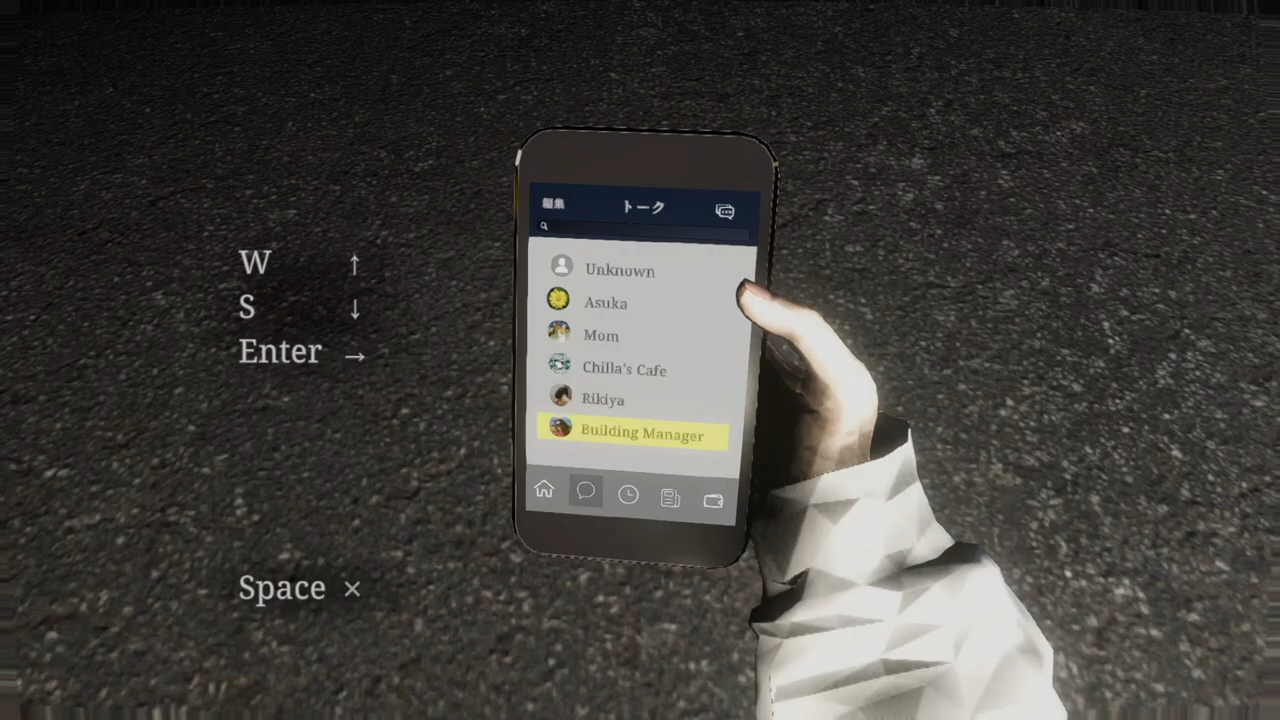 編集 トーク
Unknown
Asuka
Mom
Chilla's Cafe
Rikiya
Building Manager
W ↑
S ↓
Enter →
Space ×